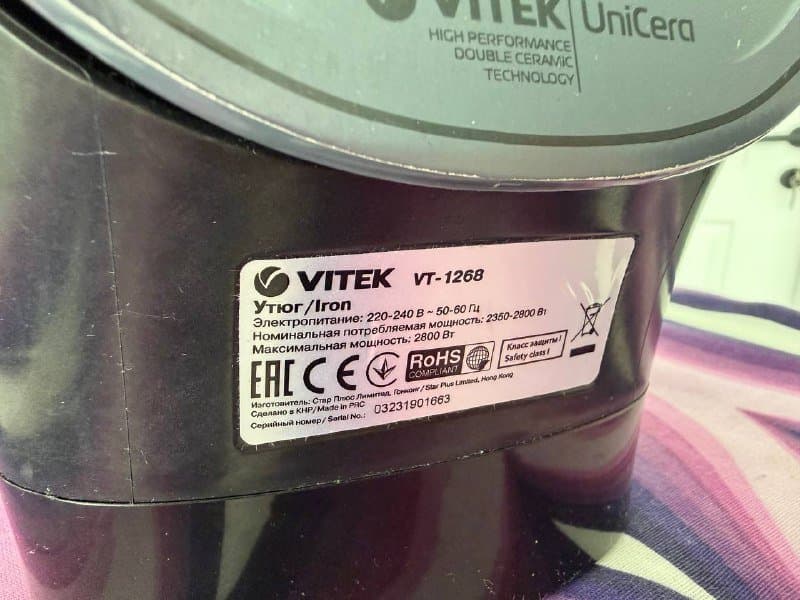 VITEK UniCera
HIGH PERFORMANCE
DOUBLE CERAMIC
TECHNOLOGY
VITEK VT-1268
Утюг/Iron
Электропитание: 220-240 В ~ 50-60 Гц
Номинальная потребляемая мощность: 2350-2800 Вт
Максимальная мощность: 2800 Вт
EAC CE RoHS COMPLIANT
Класс защиты I
Safety class I
Изготовитель: Стар Плюс Лимитед, Гонконг/ Star Plus Limited, Hong Kong
Сделано в КНР/Made in PRC
Серийный номер / Serial No.: 03231901663